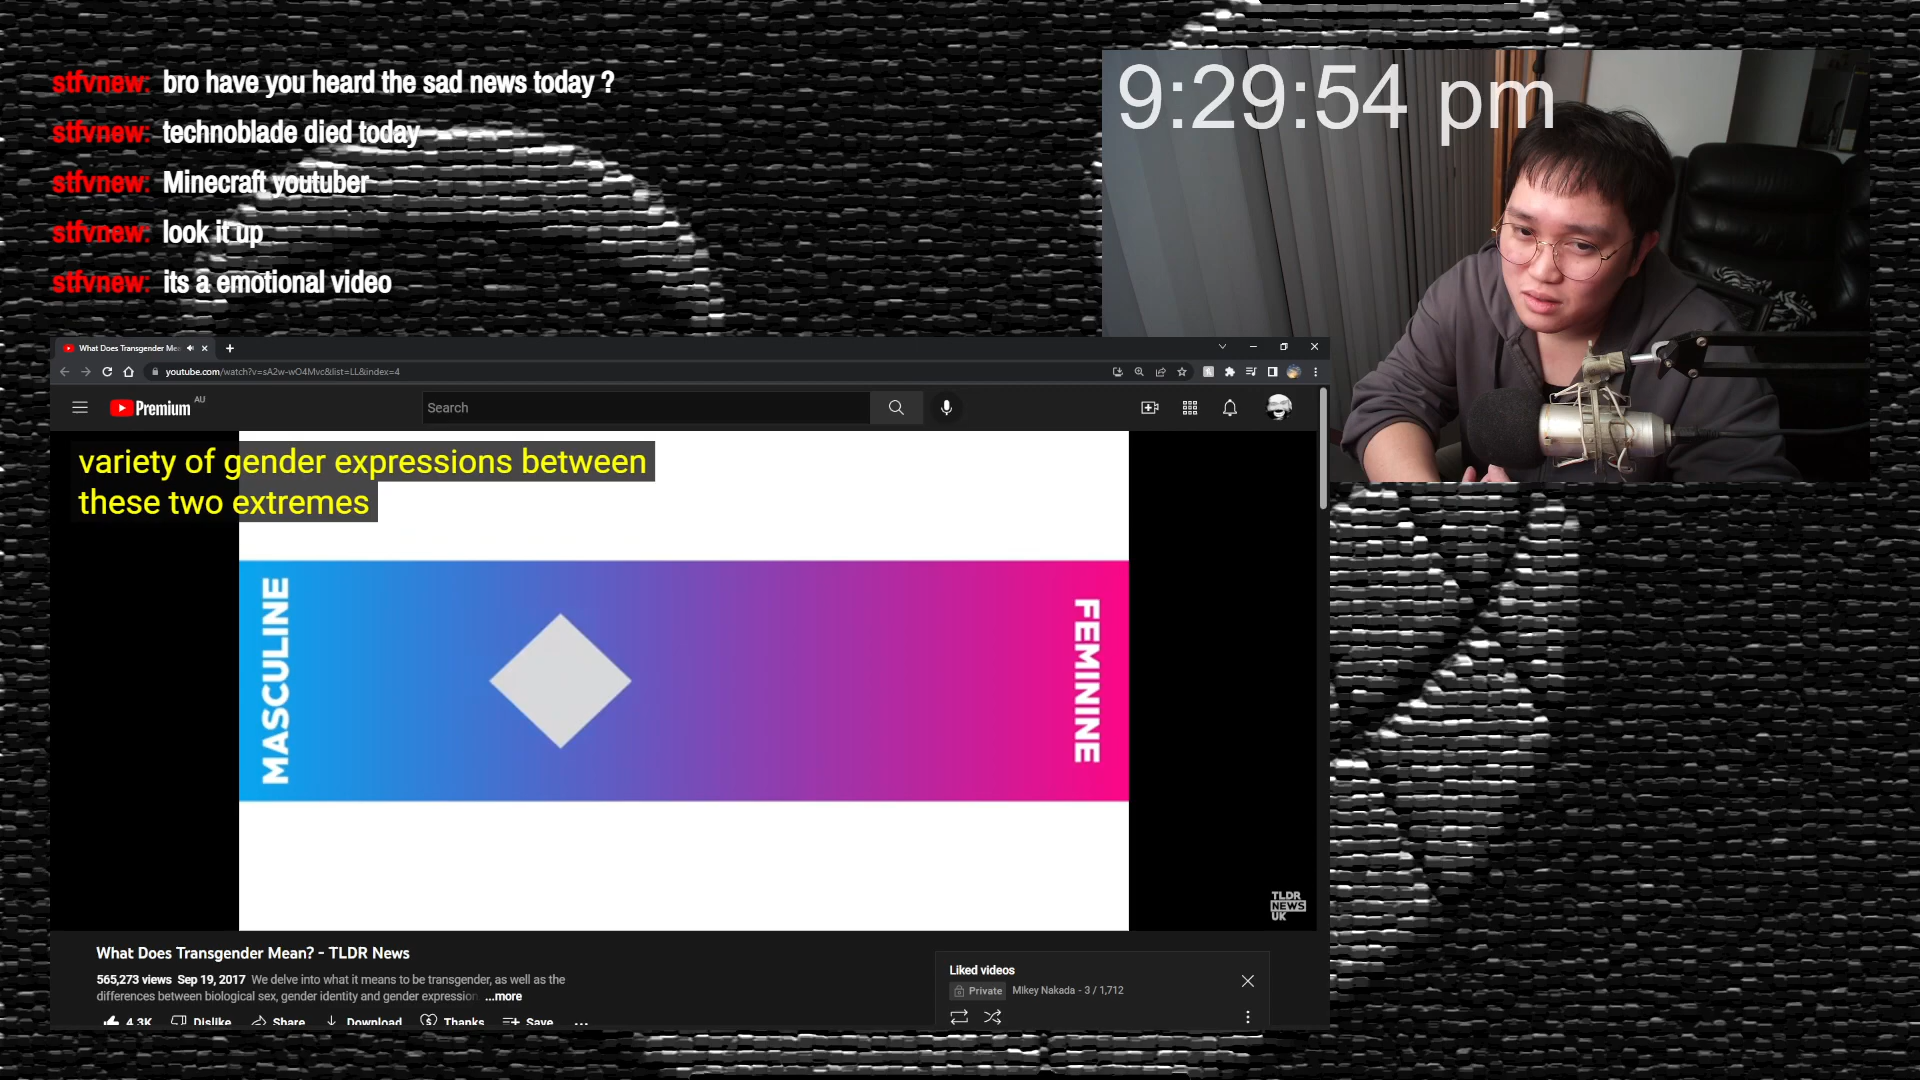 stfvnew: bro have you heard the sad news today ?
stfvnew: technoblade died today
stfvnew: Minecraft youtuber
stfvnew: look it up
stfvnew: its a emotional video
9:29:54 pm
What Does Transgender Me
youtube.com/watch?v=sA2w-wO4Mvc&list=LL&index=4
Premium AU
Search
variety of gender expressions between
these two extremes
MASCULINE
FEMININE
TLDR
NEWS
UK
What Does Transgender Mean? - TLDR News
565,273 views Sep 19, 2017 We delve into what it means to be transgender, as well as the
differences between biological sex, gender identity and gender expression ...more
4.3K Dislike Share Download Thanks Save ...
Liked videos
Private Mikey Nakada - 3 / 1,712